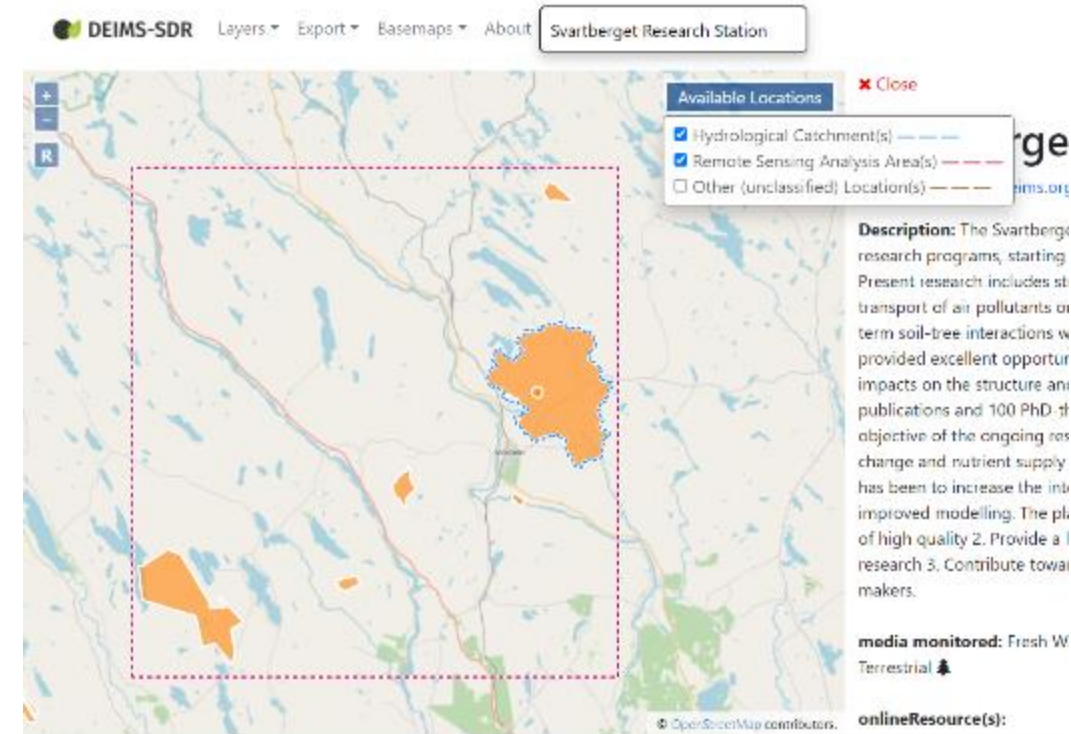 DEIMS-SDR Layers Export Basemaps About Svartberget Research Station
+
−
R
Available Locations
Hydrological Catchment(s)
Remote Sensing Analysis Area(s)
Other (unclassified) Location(s)
© OpenStreetMap contributors.
Close
rge
eims.org
Description: The Svartberge
research programs, starting
Present research includes st
transport of air pollutants o
term soil-tree interactions w
provided excellent opportun
impacts on the structure and
publications and 100 PhD-th
objective of the ongoing res
change and nutrient supply
has been to increase the inte
improved modelling. The pla
of high quality 2. Provide a l
research 3. Contribute towar
makers.
media monitored: Fresh W
Terrestrial
onlineResource(s):